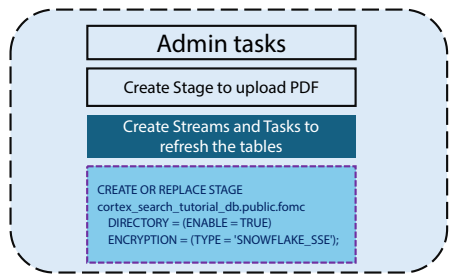 Admin tasks
Create Stage to upload PDF
Create Streams and Tasks to
refresh the tables
CREATE OR REPLACE STAGE
cortex_search_tutorial_db.public.fomc
DIRECTORY = (ENABLE = TRUE)
ENCRYPTION = (TYPE = 'SNOWFLAKE_SSE');